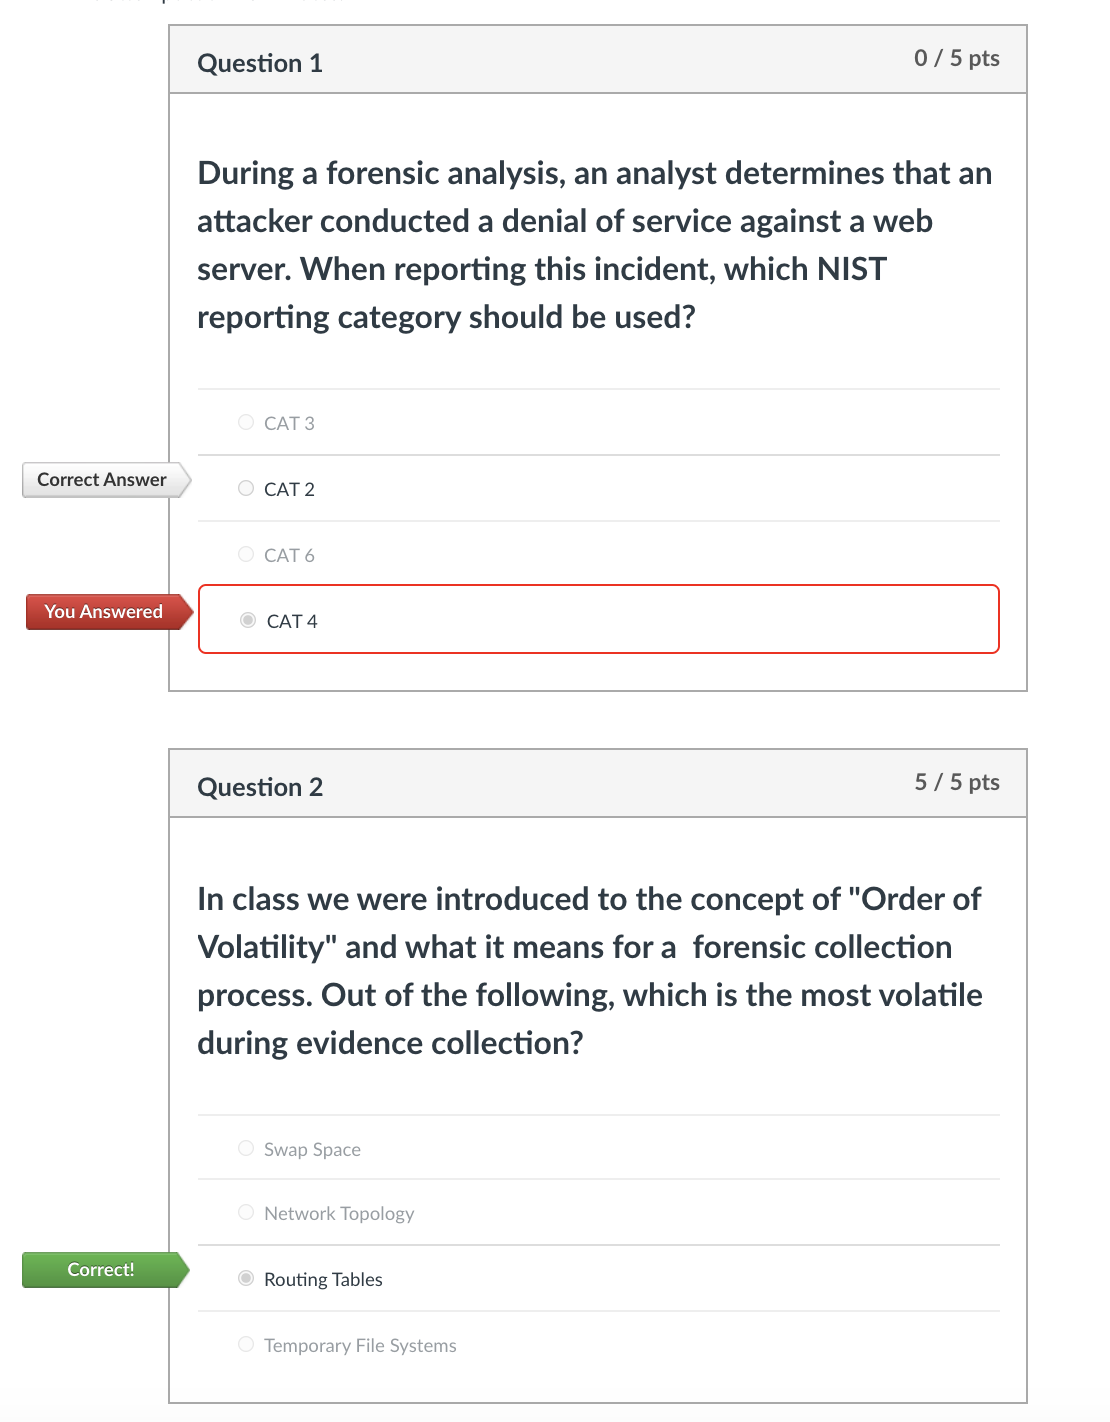 Question 1
0 / 5 pts
During a forensic analysis, an analyst determines that an
attacker conducted a denial of service against a web
server. When reporting this incident, which NIST
reporting category should be used?
CAT 3
Correct Answer
CAT 2
CAT 6
You Answered
CAT 4
Question 2
5 / 5 pts
In class we were introduced to the concept of "Order of
Volatility" and what it means for a  forensic collection
process. Out of the following, which is the most volatile
during evidence collection?
Swap Space
Network Topology
Correct!
Routing Tables
Temporary File Systems